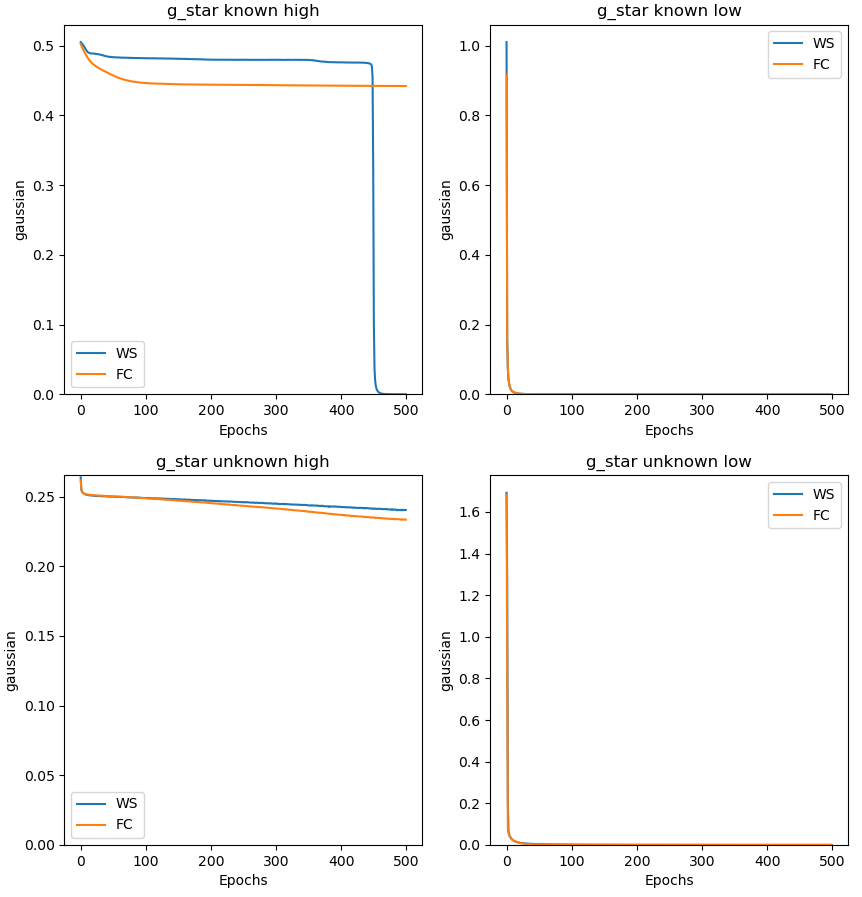 g_star known high
0.5
0.4
0.3
0.2
0.1
0.0
gaussian
WS
FC
0 100 200 300 400 500
Epochs
g_star known low
1.0
0.8
0.6
0.4
0.2
0.0
gaussian
WS
FC
0 100 200 300 400 500
Epochs
g_star unknown high
0.25
0.20
0.15
0.10
0.05
0.00
gaussian
WS
FC
0 100 200 300 400 500
Epochs
g_star unknown low
1.6
1.4
1.2
1.0
0.8
0.6
0.4
0.2
0.0
gaussian
WS
FC
0 100 200 300 400 500
Epochs